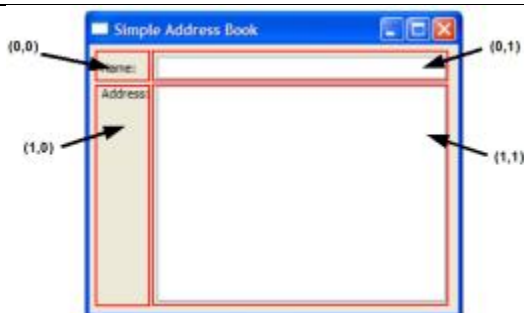 Simple Address Book
(0,0)
(0,1)
Name:
Address:
(1,0)
(1,1)